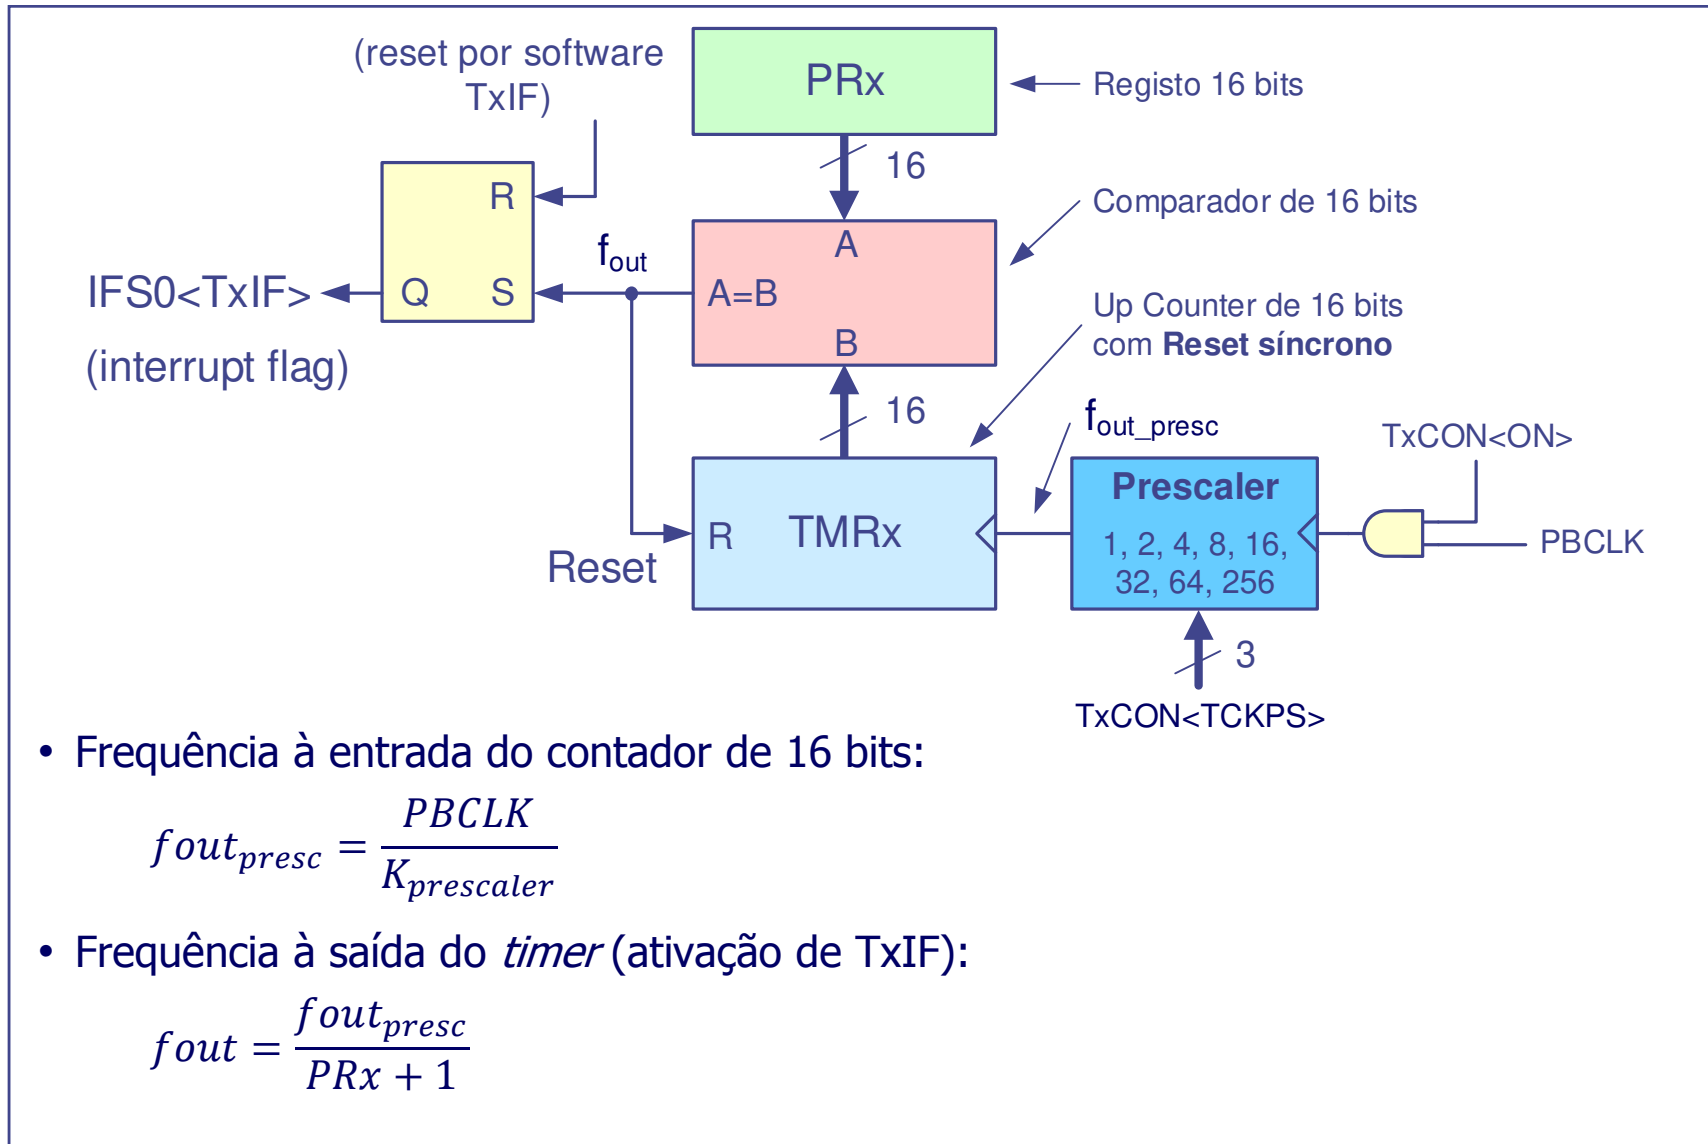 (reset por software
TxIF)
PRx
Registo 16 bits
16
R
Comparador de 16 bits
A
fout
IFS0<TxIF>
Q
S
A=B
Up Counter de 16 bits
com Reset síncrono
B
(interrupt flag)
16
fout_presc
TxCON<ON>
Prescaler
R
TMRx
1, 2, 4, 8, 16,
32, 64, 256
PBCLK
Reset
3
TxCON<TCKPS>
• Frequência à entrada do contador de 16 bits:
foutpresc = PBCLK / Kprescaler
• Frequência à saída do timer (ativação de TxIF):
fout = foutpresc / PRx + 1